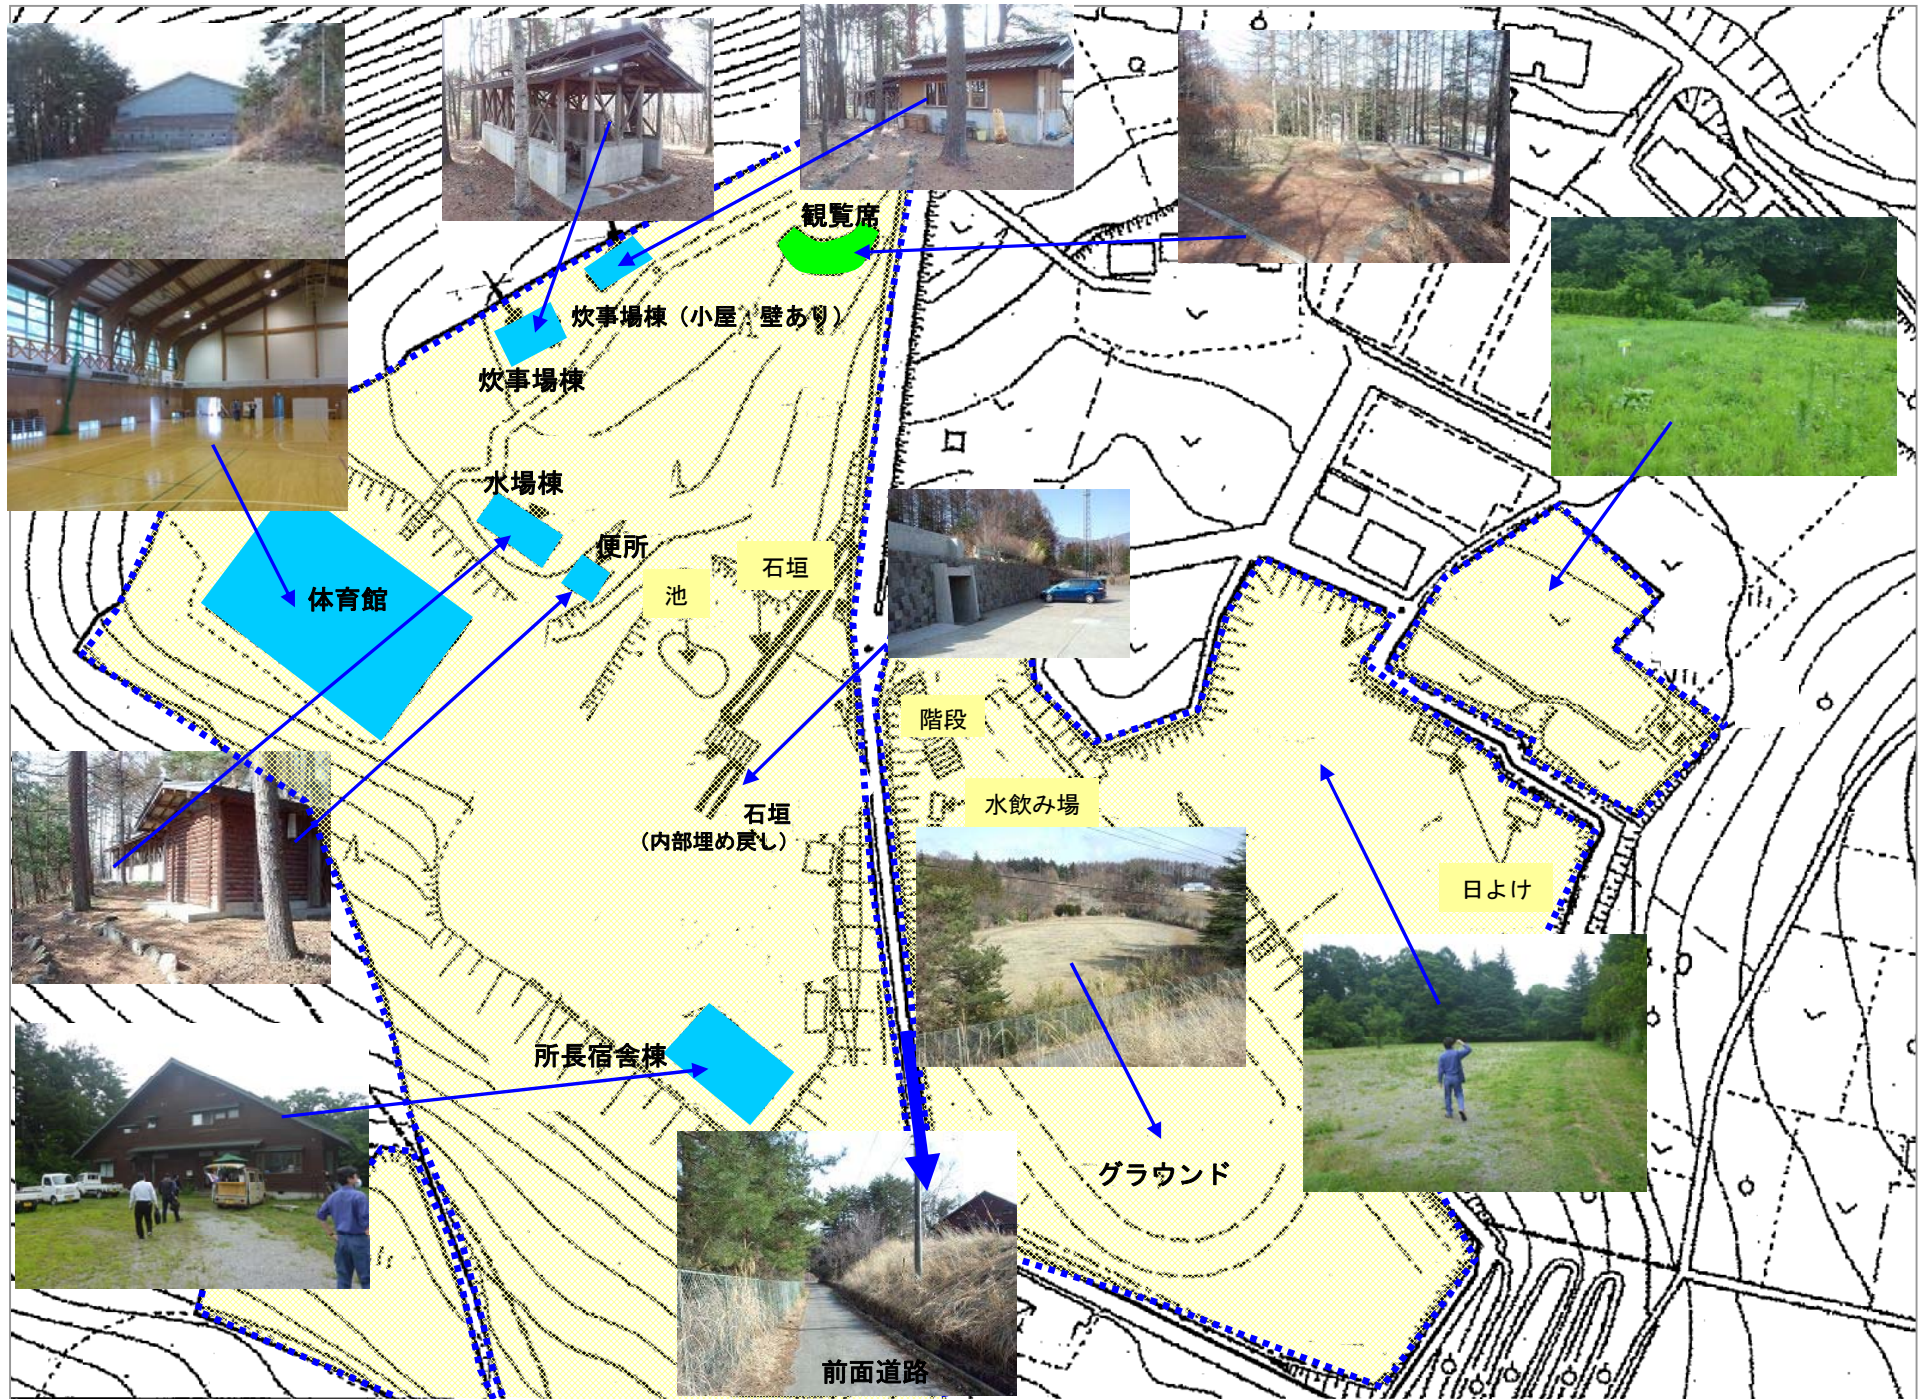 観覧席
炊事場棟（小屋・壁あり）
炊事場棟
水場棟
便所
石垣
池
体育館
階段
水飲み場
石垣
（内部埋め戻し）
日よけ
所長宿舎棟
グラウンド
前面道路